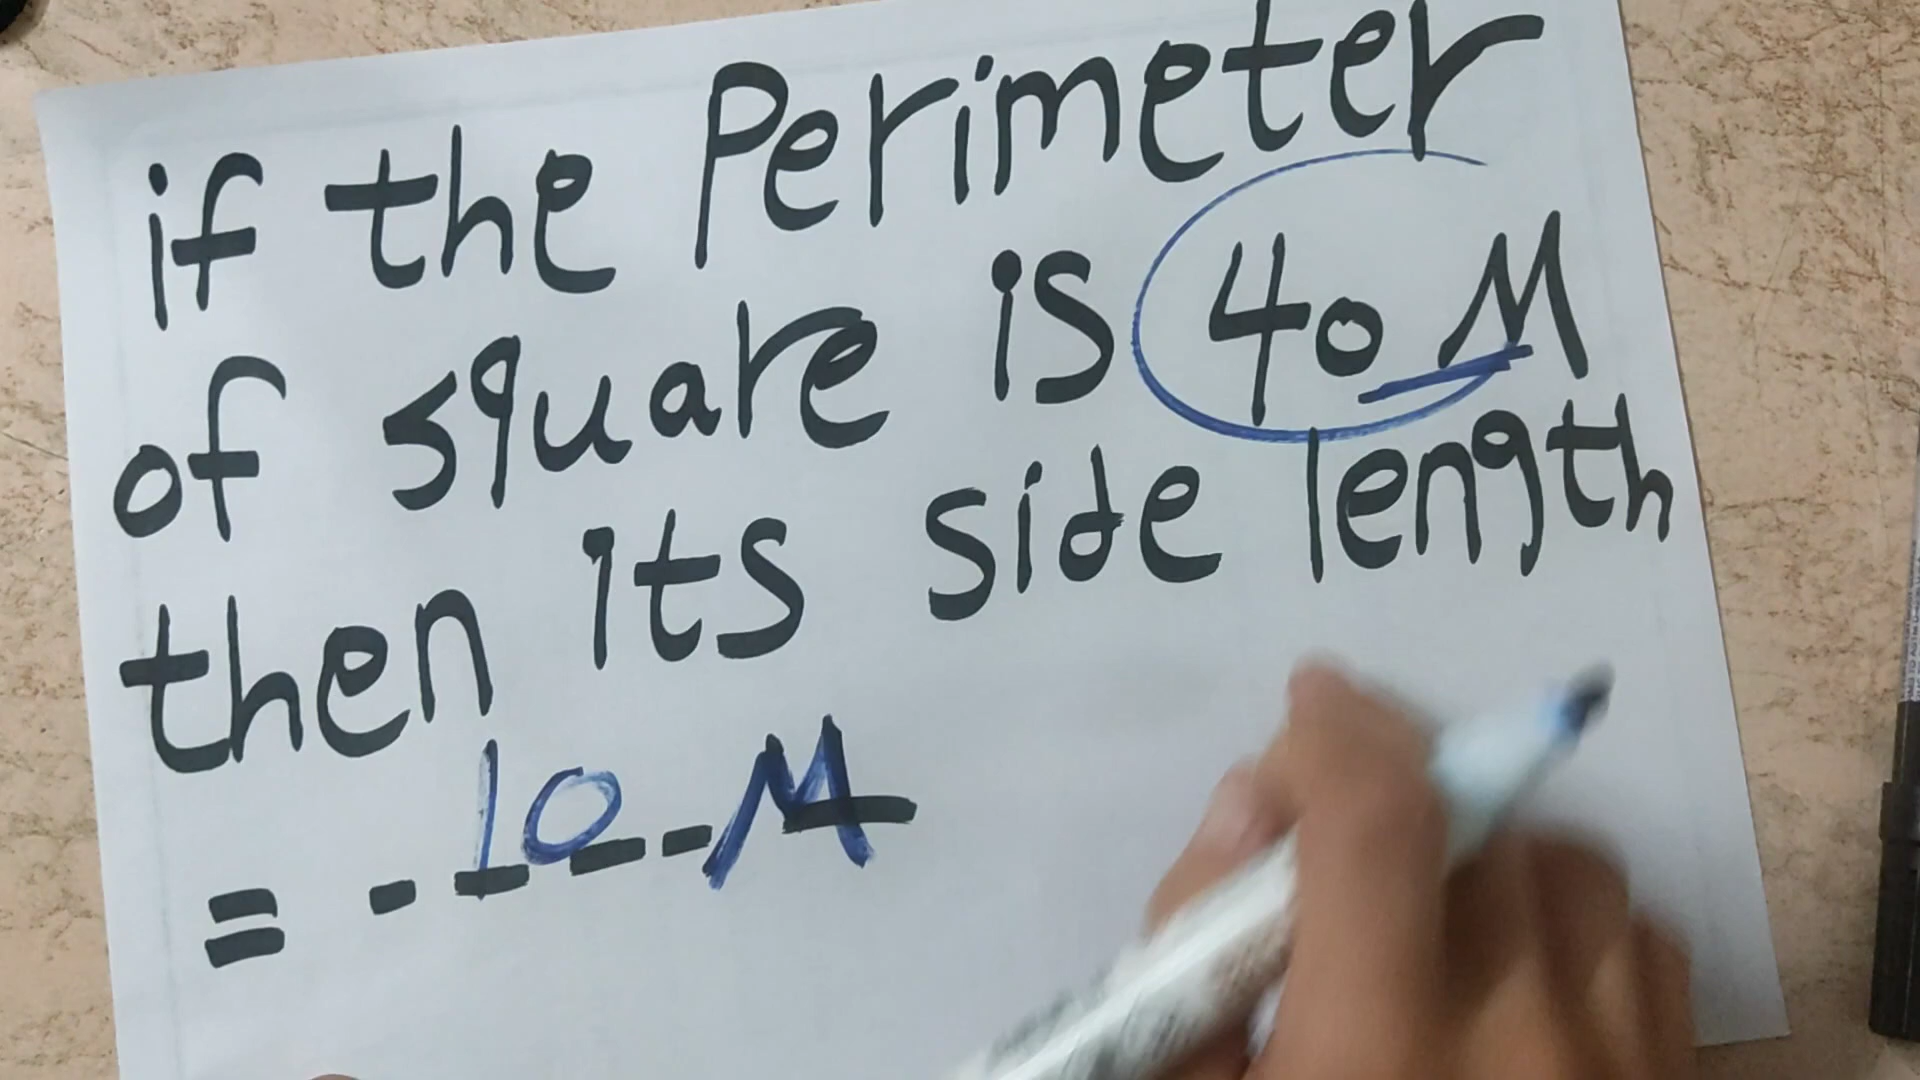 if the Perimeter
of square is 40 M
then its side length
= - - - - - 10 M